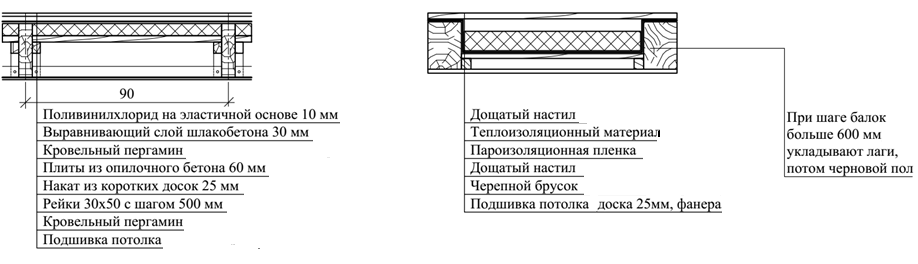 90
Поливинилхлорид на эластичной основе 10 мм
Выравнивающий слой шлакобетона 30 мм
Кровельный пергамин
Плиты из опилочного бетона 60 мм
Накат из коротких досок 25 мм
Рейки 30х50 с шагом 500 мм
Кровельный пергамин
Подшивка потолка
Дощатый настил
Теплоизоляционный материал
Пароизоляционная пленка
Дощатый настил
Черепной брусок
Подшивка потолка доска 25мм, фанера
При шаге балок
больше 600 мм
укладывают лаги,
потом черновой пол